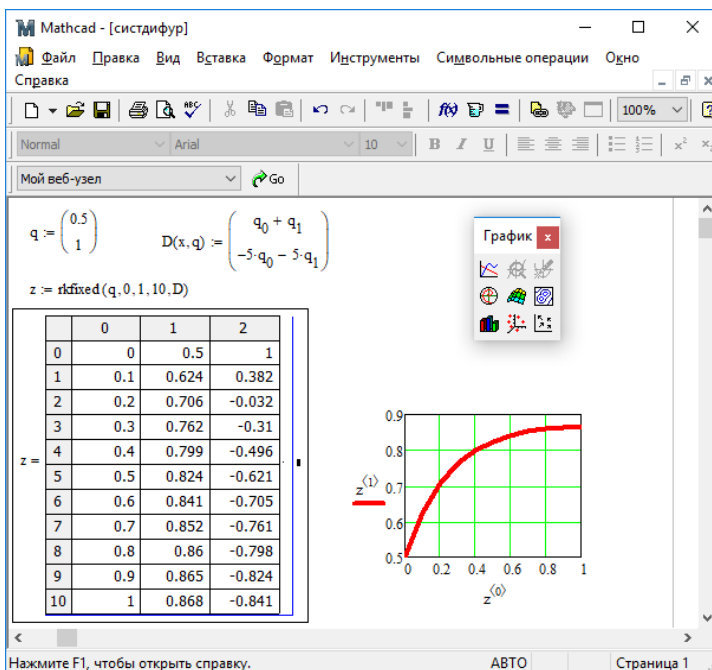 Mathcad - [систдифур]
Файл Правка Вид Вставка Формат Инструменты Символьные операции Окно
Справка
100%
Normal Arial 10 B I U
Мой веб-узел Go
q := (0.5 1) D(x,q) := (q₀ + q₁ -5·q₀ - 5·q₁)
z := rkfixed(q,0,1,10,D)
График x
0 1 2
0 0 0.5 1
1 0.1 0.624 0.382
2 0.2 0.706 -0.032
3 0.3 0.762 -0.31
4 0.4 0.799 -0.496
z = 5 0.5 0.824 -0.621
6 0.6 0.841 -0.705
7 0.7 0.852 -0.761
8 0.8 0.86 -0.798
9 0.9 0.865 -0.824
10 1 0.868 -0.841
0.9
0.8
z⟨1⟩ 0.7
0.6
0.5
0 0.2 0.4 0.6 0.8 1
z⟨0⟩
Нажмите F1, чтобы открыть справку. АВТО Страница 1